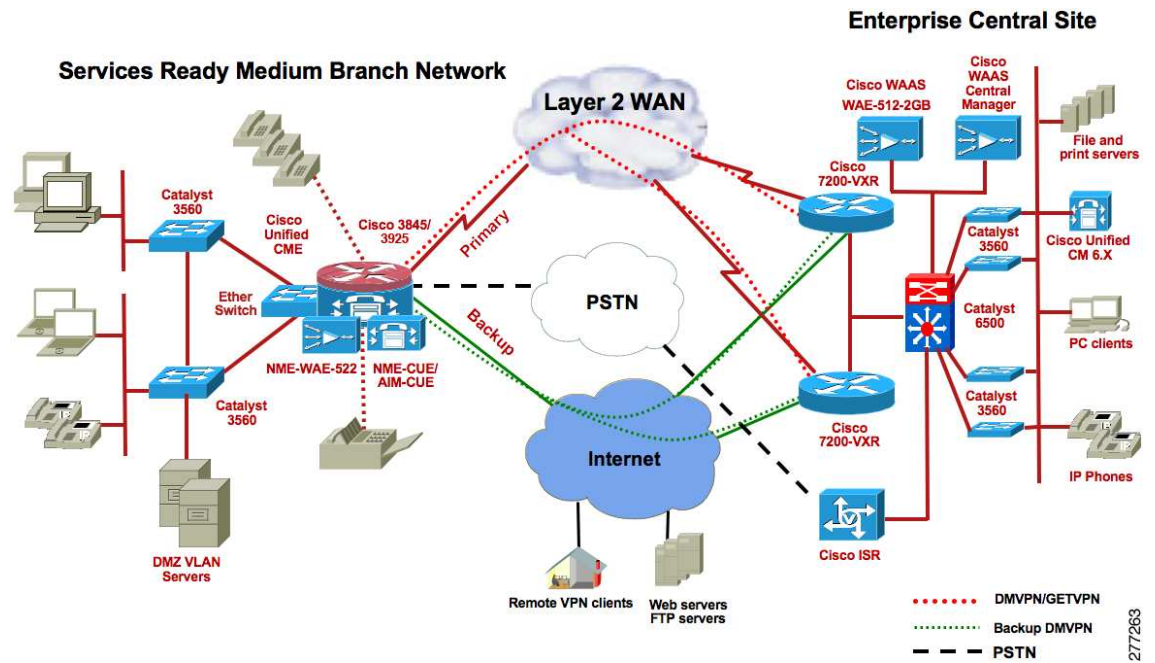 Enterprise Central Site
Services Ready Medium Branch Network
Layer 2 WAN
Cisco WAAS
WAE-512-2GB
Cisco
WAAS
Central
Manager
File and
print servers
Catalyst
3560
Cisco
Unified
CME
Cisco 3845/
3925
Primary
Cisco
7200-VXR
Catalyst
3560
Cisco Unified
CM 6.X
Ether
Switch
PSTN
Backup
Catalyst
6500
PC clients
NME-WAE-522
NME-CUE/
AIM-CUE
Catalyst
3560
Catalyst
3560
Cisco
7200-VXR
IP
IP
IP
IP
Internet
IP Phones
V
Cisco ISR
DMZ VLAN
Servers
Remote VPN clients
Web servers
FTP servers
DMVPN/GETVPN
Backup DMVPN
PSTN
277263